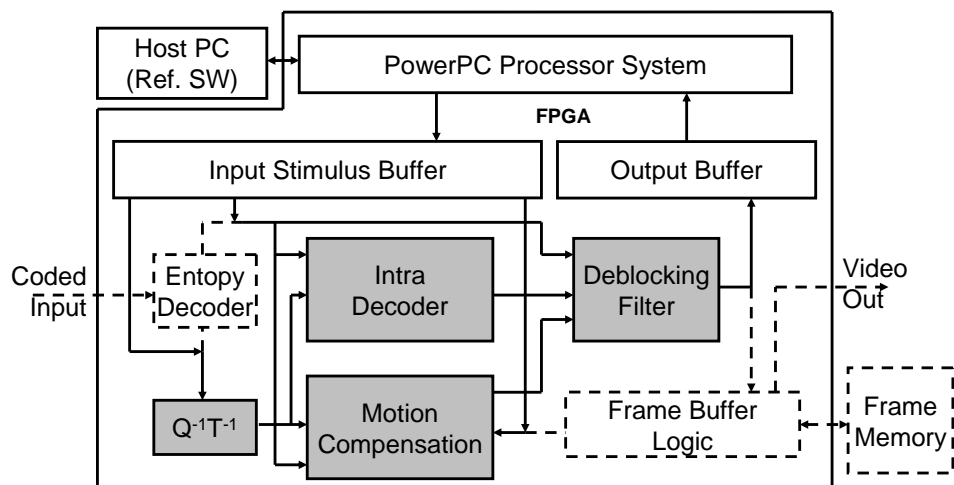 Host PC
(Ref. SW)
PowerPC Processor System
FPGA
Input Stimulus Buffer
Output Buffer
Coded
Input
Entopy
Decoder
Intra
Decoder
Deblocking
Filter
Video
Out
Q⁻¹T⁻¹
Motion
Compensation
Frame Buffer
Logic
Frame
Memory